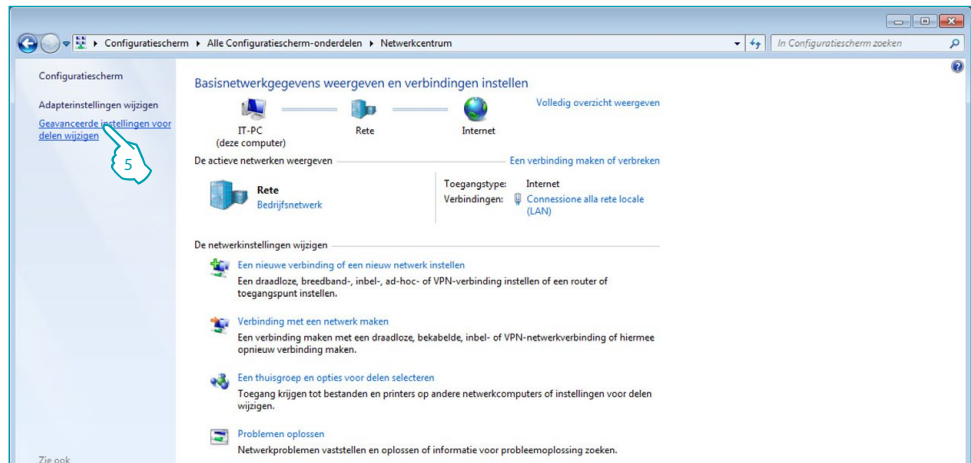 Configuratiescherm ▸ Alle Configuratiescherm-onderdelen ▸ Netwerkcentrum
In Configuratiescherm zoeken
Configuratiescherm
Adapterinstellingen wijzigen
Geavanceerde instellingen voor
delen wijzigen
5
Zie ook
Basisnetwerkgegevens weergeven en verbindingen instellen
Volledig overzicht weergeven
IT-PC
(deze computer)
Rete
Internet
De actieve netwerken weergeven
Een verbinding maken of verbreken
Rete
Bedrijfsnetwerk
Toegangstype: Internet
Verbindingen: Connessione alla rete locale
(LAN)
De netwerkinstellingen wijzigen
Een nieuwe verbinding of een nieuw netwerk instellen
Een draadloze, breedband-, inbel-, ad-hoc- of VPN-verbinding instellen of een router of
toegangspunt instellen.
Verbinding met een netwerk maken
Een verbinding maken met een draadloze, bekabelde, inbel- of VPN-netwerkverbinding of hiermee
opnieuw verbinding maken.
Een thuisgroep en opties voor delen selecteren
Toegang krijgen tot bestanden en printers op andere netwerkcomputers of instellingen voor delen
wijzigen.
Problemen oplossen
Netwerkproblemen vaststellen en oplossen of informatie voor probleemoplossing zoeken.